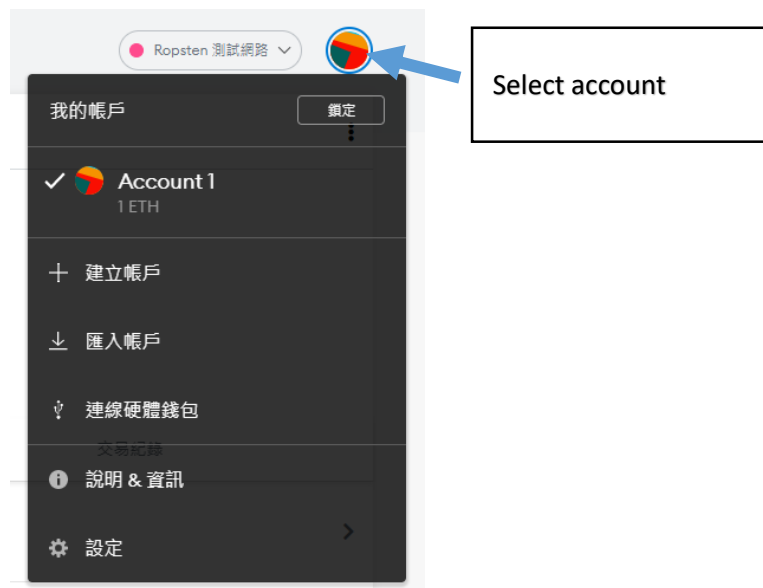 Ropsten 測試網路
Select account
我的帳戶
鎖定
Account 1
1 ETH
建立帳戶
匯入帳戶
連線硬體錢包
交易紀錄
說明 & 資訊
設定